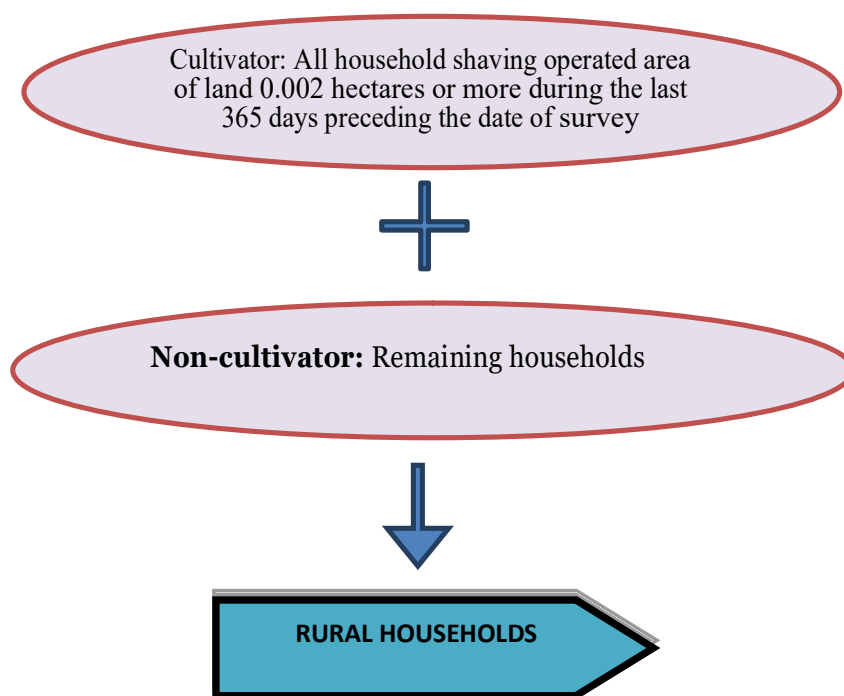 Cultivator: All household shaving operated area
of land 0.002 hectares or more during the last
365 days preceding the date of survey
Non-cultivator: Remaining households
RURAL HOUSEHOLDS